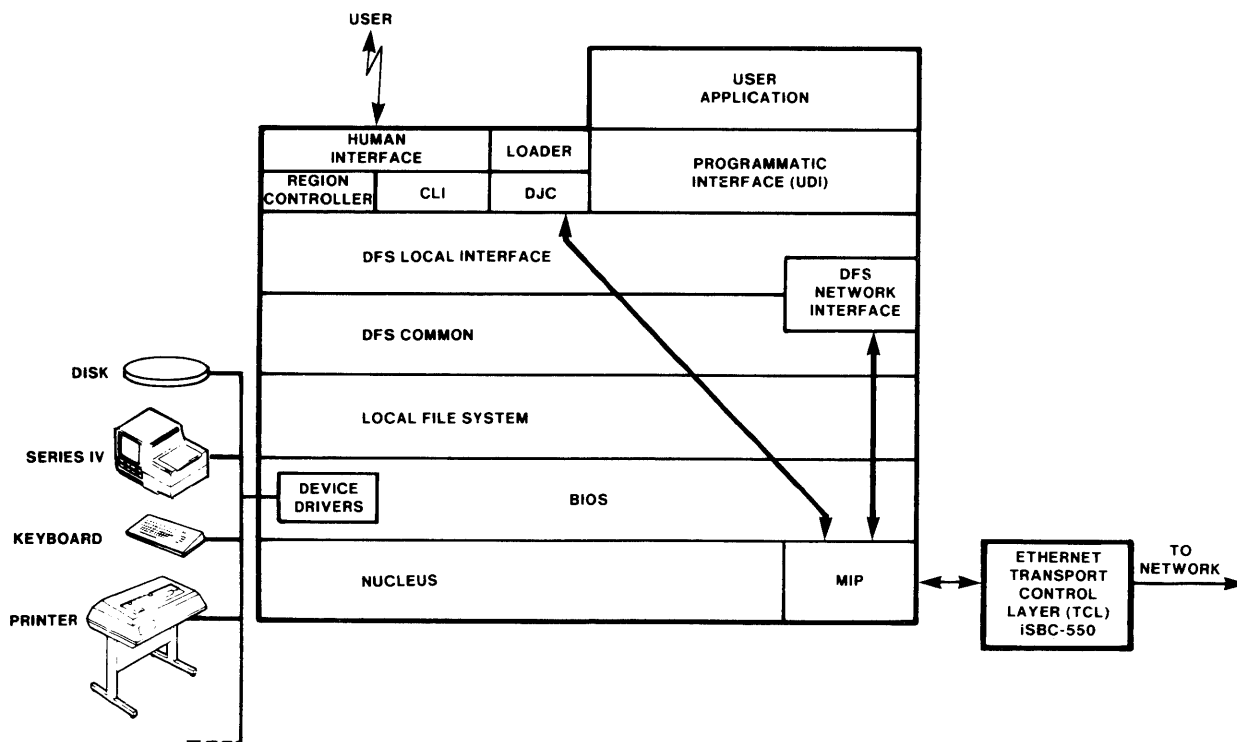 USER
USER
APPLICATION
HUMAN
INTERFACE
LOADER
PROGRAMMATIC
INTERFACE (UDI)
REGION
CONTROLLER
CLI
DJC
DFS LOCAL INTERFACE
DFS
NETWORK
INTERFACE
DFS COMMON
DISK
LOCAL FILE SYSTEM
SERIES IV
DEVICE
DRIVERS
BIOS
KEYBOARD
NUCLEUS
MIP
ETHERNET
TRANSPORT
CONTROL
LAYER (TCL)
iSBC-550
TO
NETWORK
PRINTER